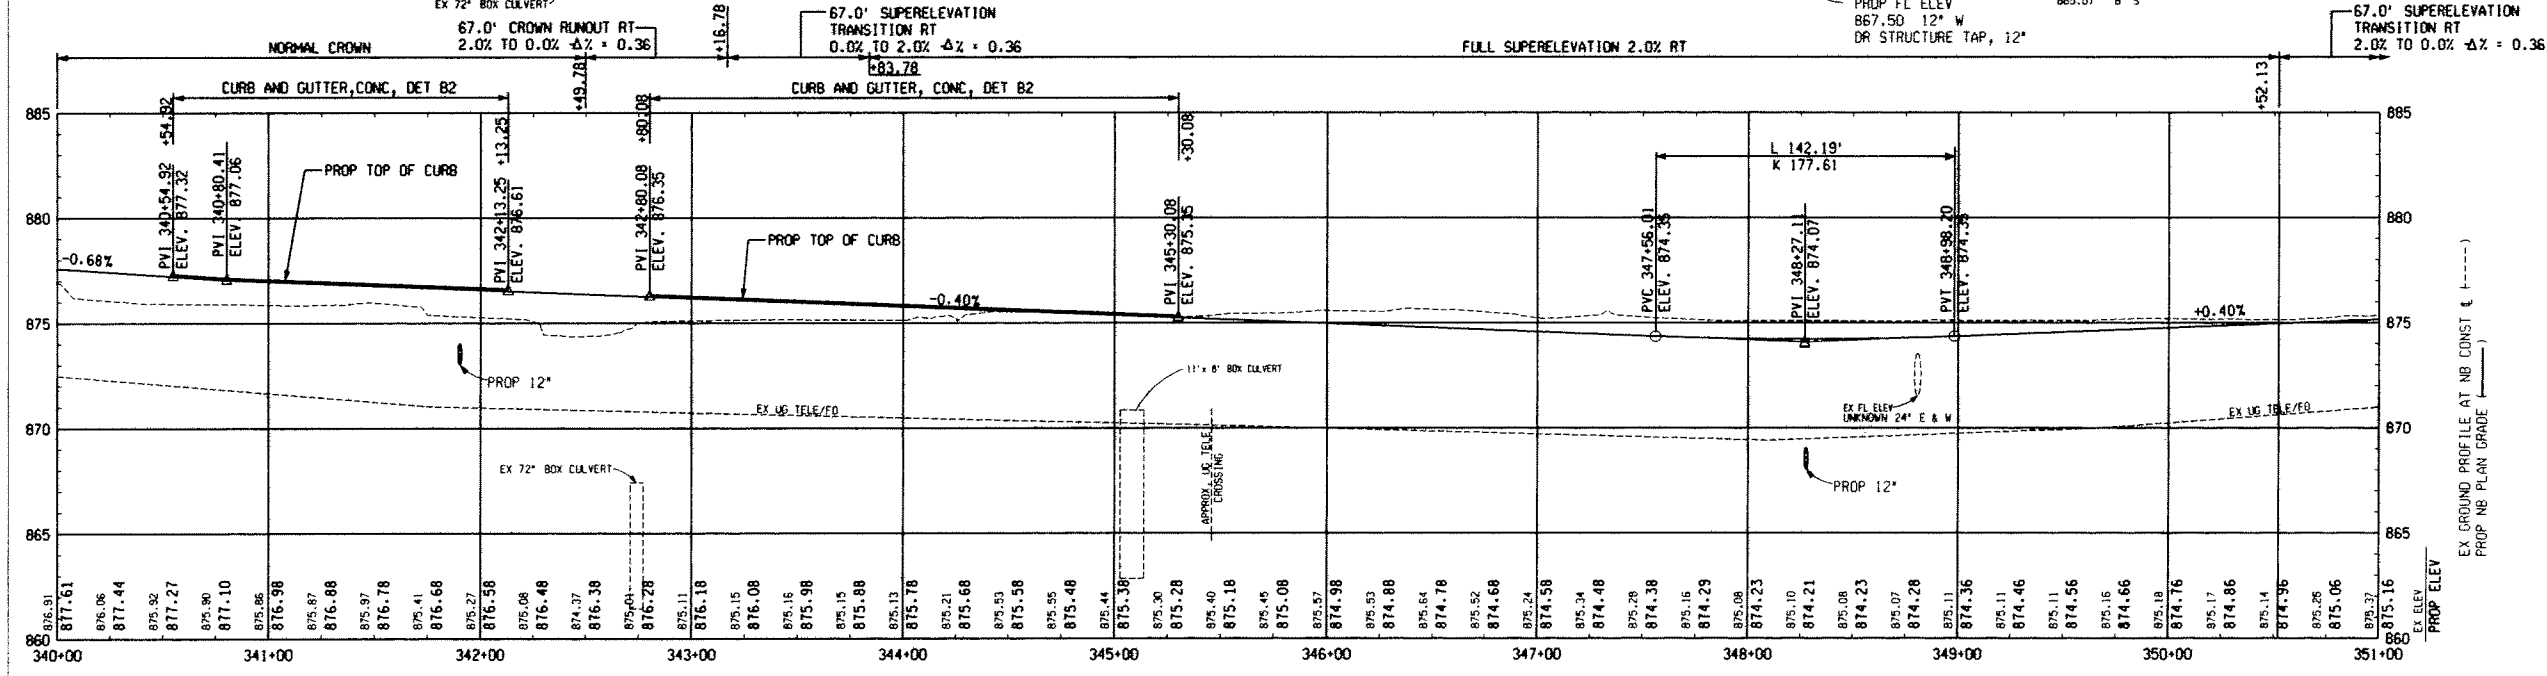 EX 72" BOX CULVERT
67.0' CROWN RUNOUT RT
2.0% TO 0.0% -Δ% = 0.36
+16.78
67.0' SUPERELEVATION
TRANSITION RT
0.0% TO 2.0% -Δ% = 0.36
PROP FL ELEV
867.50 12" W
DR STRUCTURE TAP, 12"
67.0' SUPERELEVATION
TRANSITION RT
2.0% TO 0.0% -Δ% = 0.36
NORMAL CROWN
FULL SUPERELEVATION 2.0% RT
+49.78
+83.78
+52.13
CURB AND GUTTER,CONC, DET B2
CURB AND GUTTER, CONC, DET B2
885
885
+54.92
+13.25
+80.08
+30.08
PVI 340+54.92
ELEV. 877.32
PVI 340+80.41
ELEV. 877.06
PROP TOP OF CURB
PVI 342+13.25
ELEV. 876.61
PVI 342+80.08
ELEV. 876.35
PROP TOP OF CURB
PVI 345+30.08
ELEV. 875.35
L 142.19'
K 177.61
PVC 347+56.01
ELEV. 874.35
PVI 348+27.11
ELEV. 874.07
PVT 348+98.20
ELEV. 874.35
880
880
-0.68%
-0.40%
+0.40%
875
875
PROP 12"
11'x 8' BOX CULVERT
EX UG TELE/FO
EX FL ELEV
UNKNOWN 24" E & W
EX UG TELE/FO
870
870
EX 72" BOX CULVERT
APPROX. UG TELE
CROSSING
PROP 12"
865
865
EX GROUND PROFILE AT NB CONST ℄ (-----)
PROP NB PLAN GRADE (——)
876.91 876.06 875.92 875.90 875.86 875.87 875.97 875.41 875.27 875.08 874.37 875.01 875.11 875.15 875.16 875.15 875.13 875.21 875.53 875.55 875.44 875.30 875.40 875.45 875.57 875.53 875.64 875.52 875.24 875.34 875.28 875.16 875.08 875.10 875.08 875.07 875.11 875.11 875.11 875.16 875.18 875.17 875.14 875.25 875.37 EX ELEV
877.61 877.44 877.27 877.10 876.98 876.88 876.78 876.68 876.58 876.48 876.38 876.28 876.18 876.08 875.98 875.88 875.78 875.68 875.58 875.48 875.38 875.28 875.18 875.08 874.98 874.88 874.78 874.68 874.58 874.48 874.38 874.29 874.23 874.21 874.23 874.28 874.36 874.46 874.56 874.66 874.76 874.86 874.96 875.06 875.16 PROP ELEV
860
860
340+00 341+00 342+00 343+00 344+00 345+00 346+00 347+00 348+00 349+00 350+00 351+00